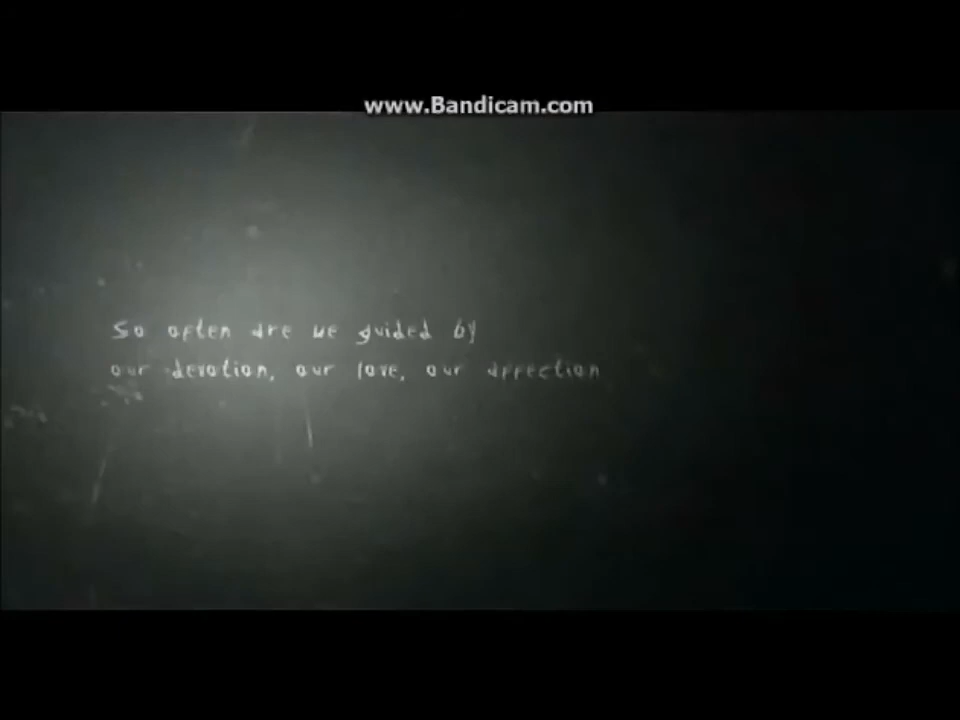 www.Bandicam.com
So often are we guided by
our devotion, our love, our affection